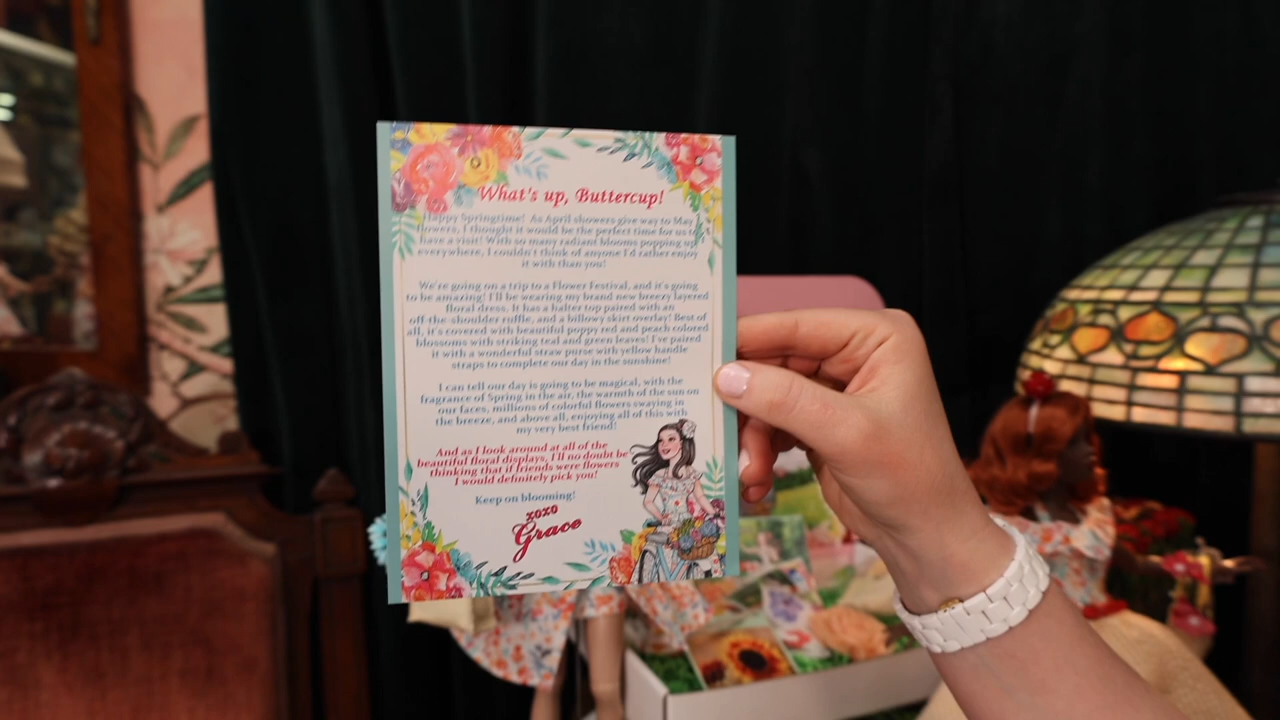 What's up, Buttercup!
Happy Springtime! As April showers give way to May
flowers, I thought it would be the perfect time for us to
have a visit! With so many radiant blooms popping up
everywhere, I couldn't think of anyone I'd rather enjoy
it with than you!
We're going on a trip to a Flower Festival, and it's going
to be amazing! I'll be wearing my brand new breezy layered
floral dress. It has a halter top paired with an
off-the-shoulder ruffle, and a billowy skirt overlay! Best of
all, it's covered with beautiful poppy red and peach colored
blossoms with striking teal and green leaves! I've paired
it with a wonderful straw purse with yellow handle
straps to complete our day in the sunshine!
I can tell our day is going to be magical, with the
fragrance of Spring in the air, the warmth of the sun on
our faces, millions of colorful flowers swaying in
the breeze, and above all, enjoying all of this with
my very best friend!
And as I look around at all of the
beautiful floral displays, I'll no doubt be
thinking that if friends were flowers
I would definitely pick you!
Keep on blooming!
xoxo
Grace